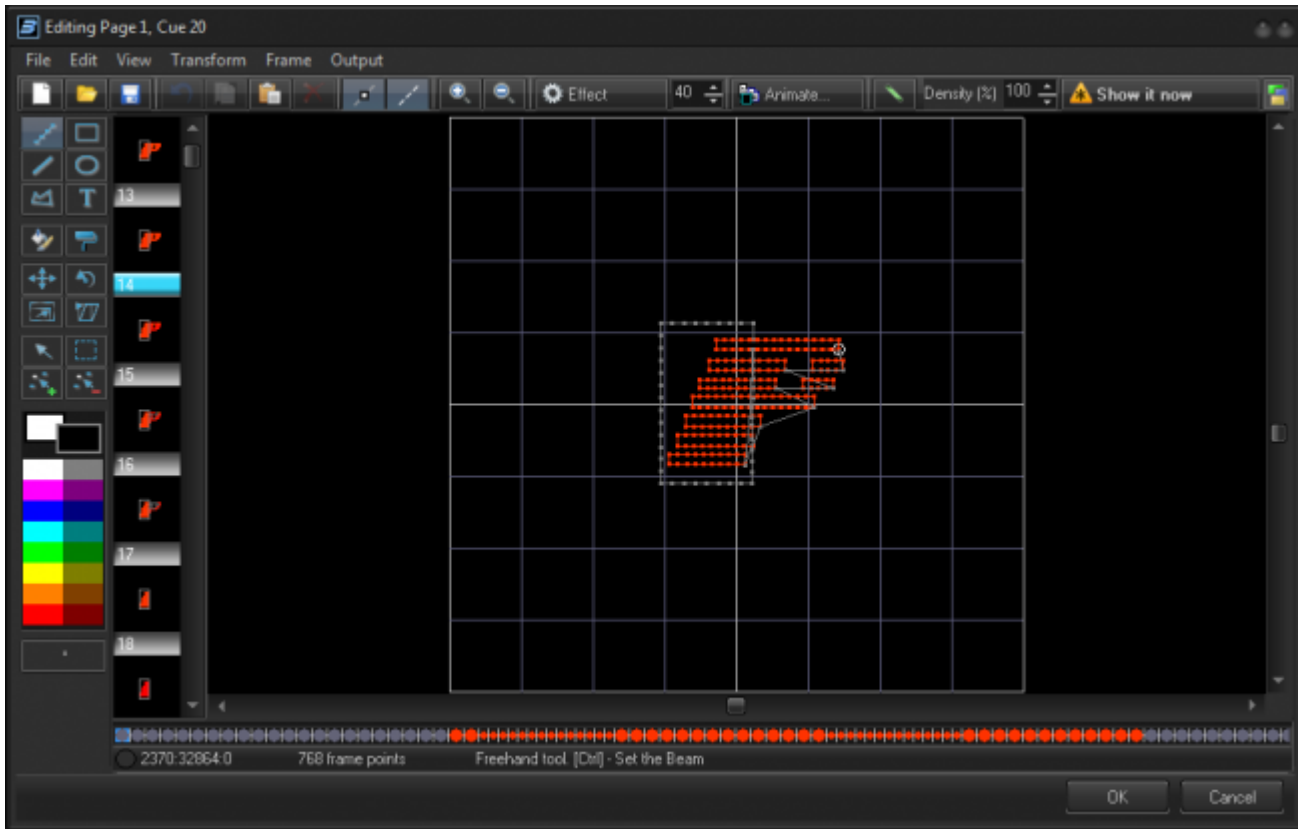 Editing Page 1, Cue 20
File Edit View Transform Frame Output
Effect 40 Animate... Density (%) 100 Show it now
T
13
14
15
16
17
18
2370:32864:0 768 frame points Freehand tool. [Ctrl] - Set the Beam
OK Cancel